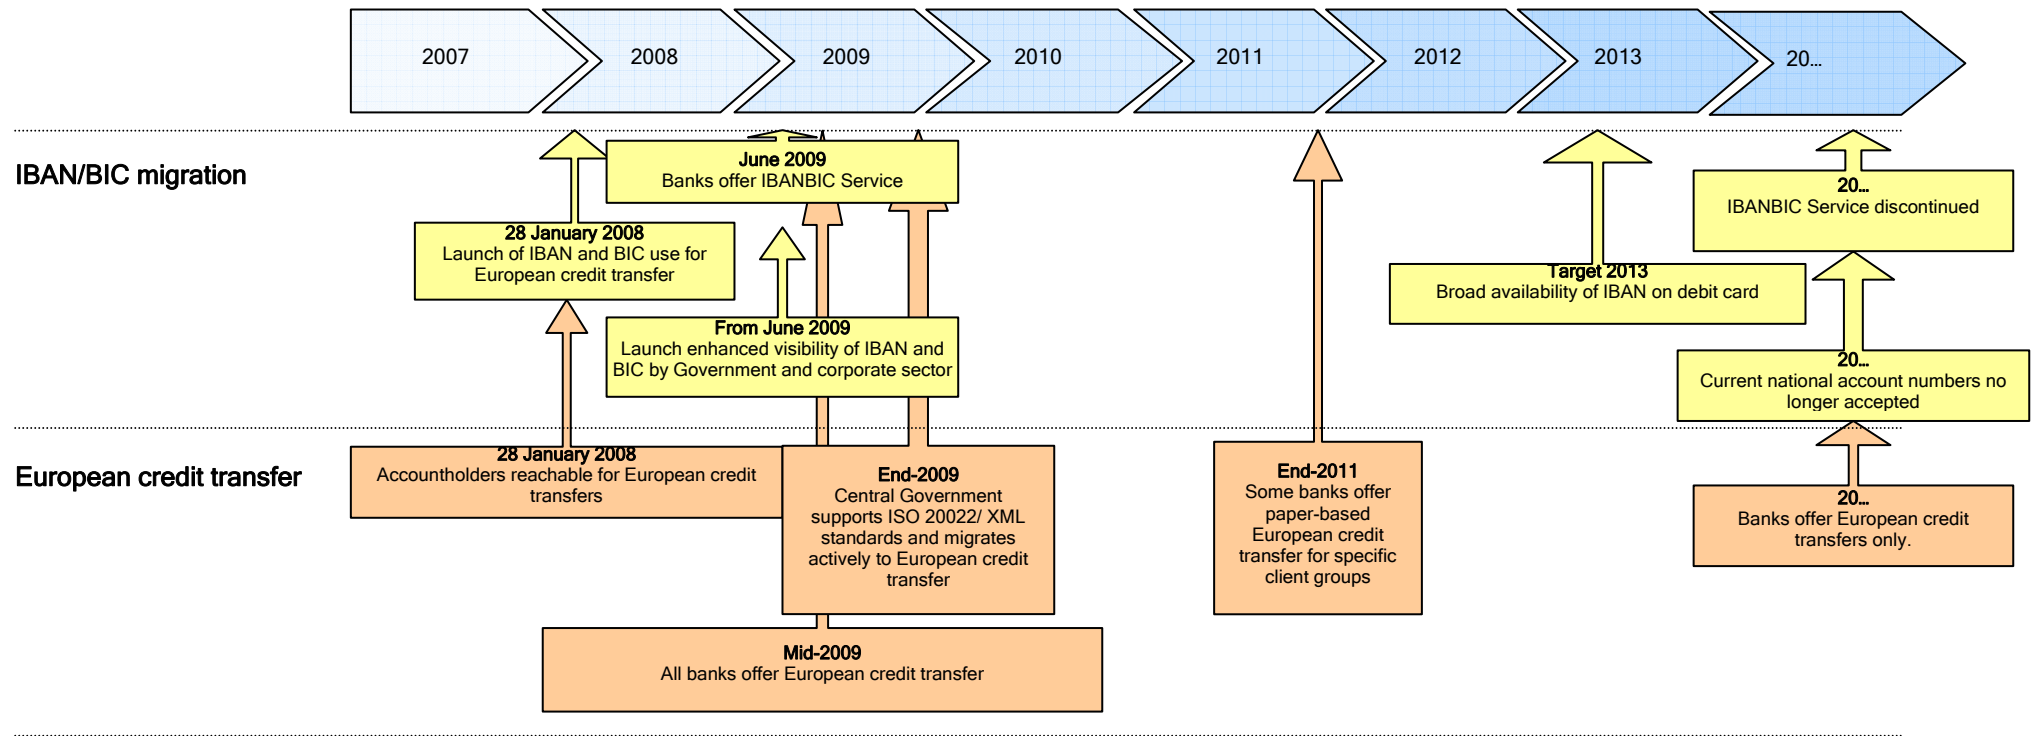 2007
2008
2009
2010
2011
2012
2013
20...
IBAN/BIC migration
June 2009
Banks offer IBANBIC Service
28 January 2008
Launch of IBAN and BIC use for
European credit transfer
From June 2009
Launch enhanced visibility of IBAN and
BIC by Government and corporate sector
Target 2013
Broad availability of IBAN on debit card
20...
IBANBIC Service discontinued
20...
Current national account numbers no
longer accepted
European credit transfer
28 January 2008
Accountholders reachable for European credit
transfers
End-2009
Central Government
supports ISO 20022/ XML
standards and migrates
actively to European credit
transfer
Mid-2009
All banks offer European credit transfer
End-2011
Some banks offer
paper-based
European credit
transfer for specific
client groups
20...
Banks offer European credit
transfers only.